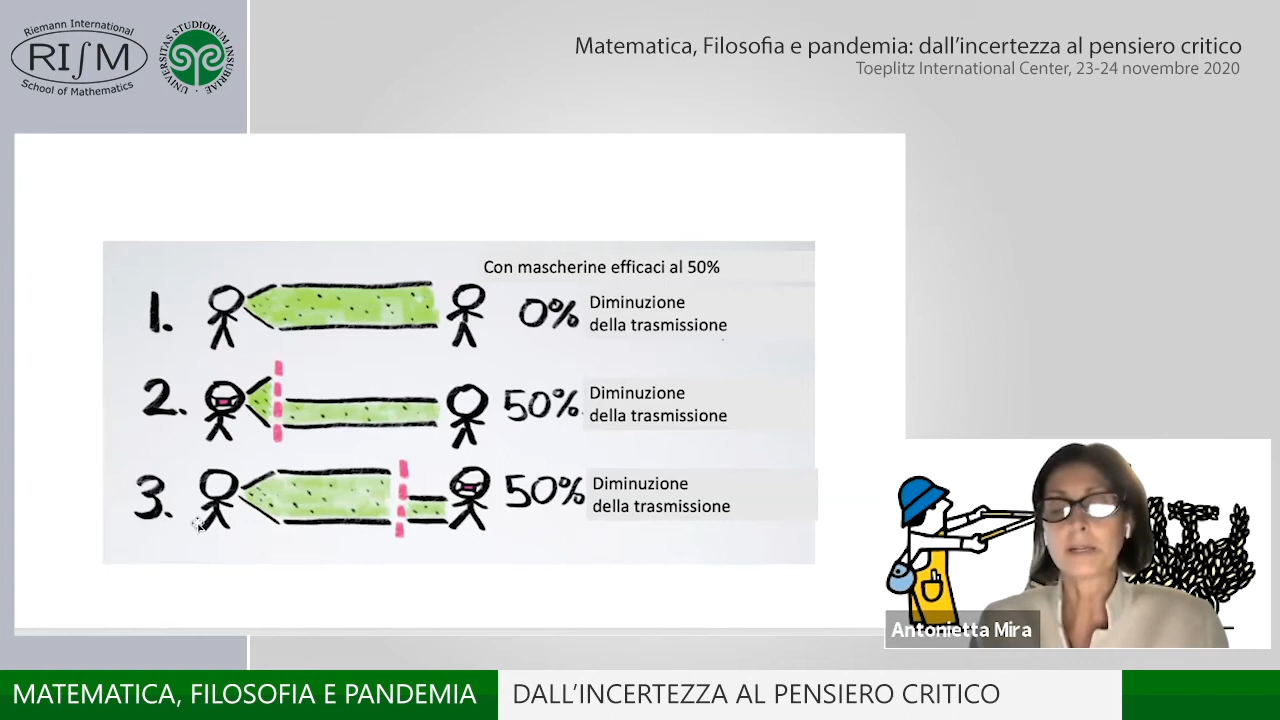 Riemann International
RI∫M
School of Mathematics
UNIVERSITAS STUDIORUM INSUBRIAE
Matematica, Filosofia e pandemia: dall'incertezza al pensiero critico
Toeplitz International Center, 23-24 novembre 2020
Con mascherine efficaci al 50%
1.
0%
Diminuzione
della trasmissione
2.
50%
Diminuzione
della trasmissione
3.
50%
Diminuzione
della trasmissione
Antonietta Mira
MATEMATICA, FILOSOFIA E PANDEMIA
DALL'INCERTEZZA AL PENSIERO CRITICO